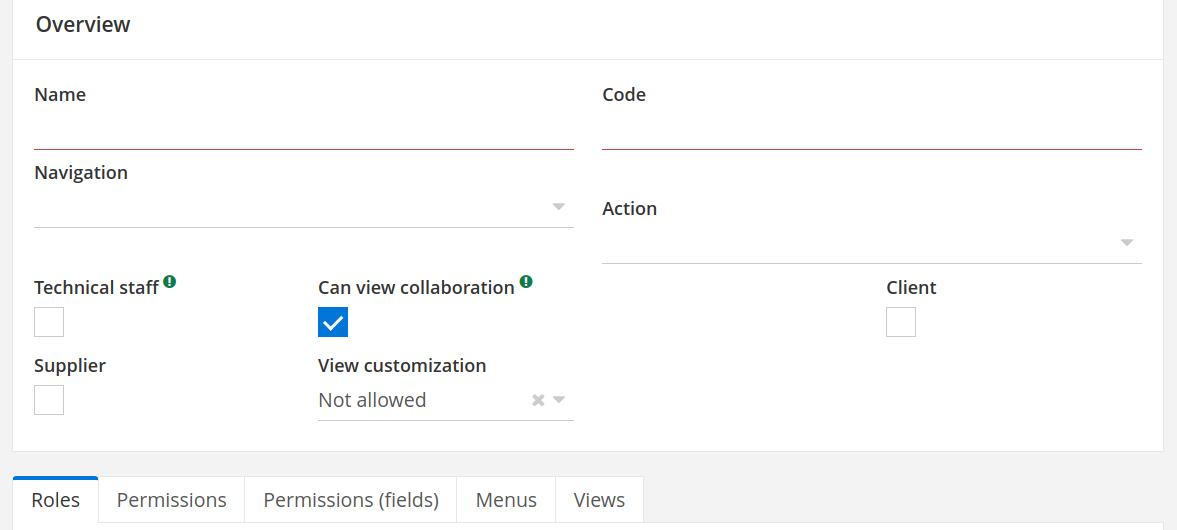 Overview
Name
Code
Navigation
Action
Technical staff
Can view collaboration
Client
Supplier
View customization
Not allowed
Roles
Permissions
Permissions (fields)
Menus
Views